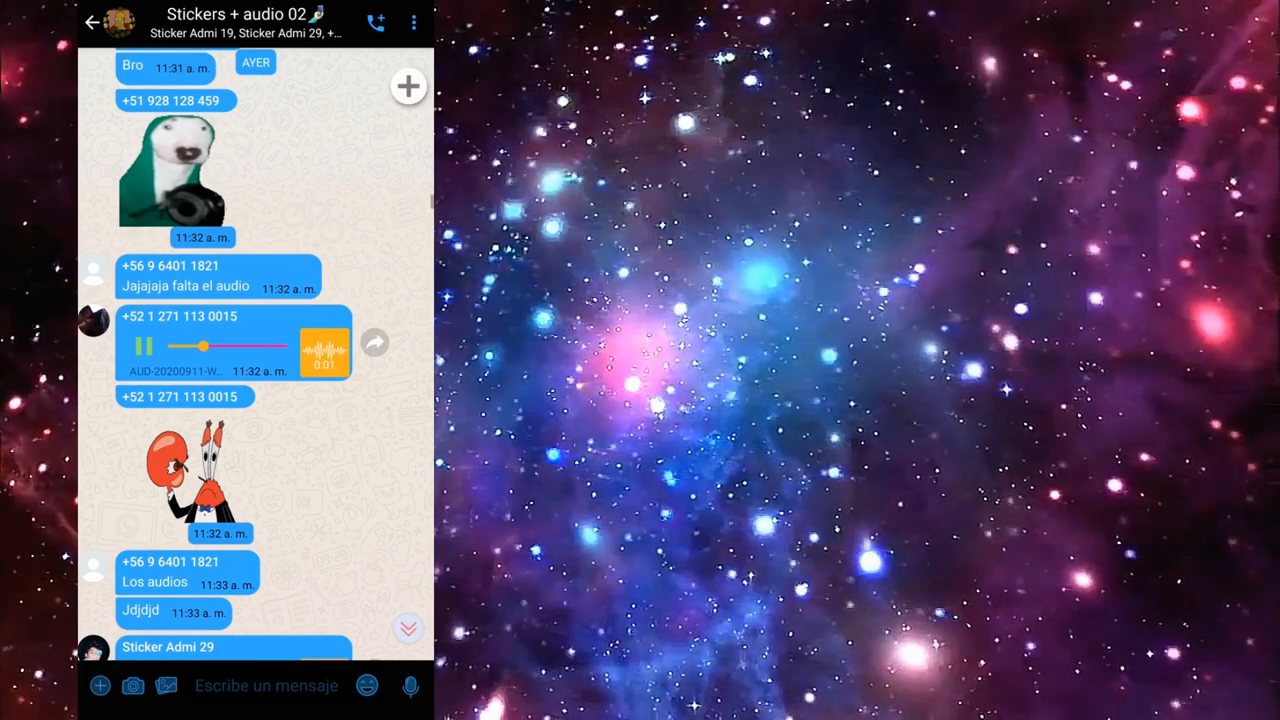 Stickers + audio 02
Sticker Admi 19, Sticker Admi 29, +...
Bro 11:31 a. m.
AYER
+51 928 128 459
11:32 a. m.
+56 9 6401 1821
Jajajaja falta el audio 11:32 a. m.
+52 1 271 113 0015
0:01
AUD-20200911-W... 11:32 a. m.
+52 1 271 113 0015
11:32 a. m.
+56 9 6401 1821
Los audios 11:33 a. m.
Jdjdjd 11:33 a. m.
Sticker Admi 29
Escribe un mensaje